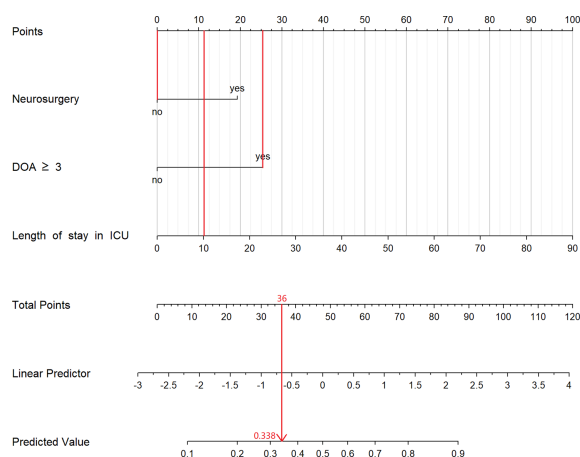 Points
0 10 20 30 40 50 60 70 80 90 100
Neurosurgery
yes
no
DOA ≥ 3
yes
no
Length of stay in ICU
0 10 20 30 40 50 60 70 80 90
Total Points
36
0 10 20 30 40 50 60 70 80 90 100 110 120
Linear Predictor
-3 -2.5 -2 -1.5 -1 -0.5 0 0.5 1 1.5 2 2.5 3 3.5 4
Predicted Value
0.338
0.1 0.2 0.3 0.4 0.5 0.6 0.7 0.8 0.9